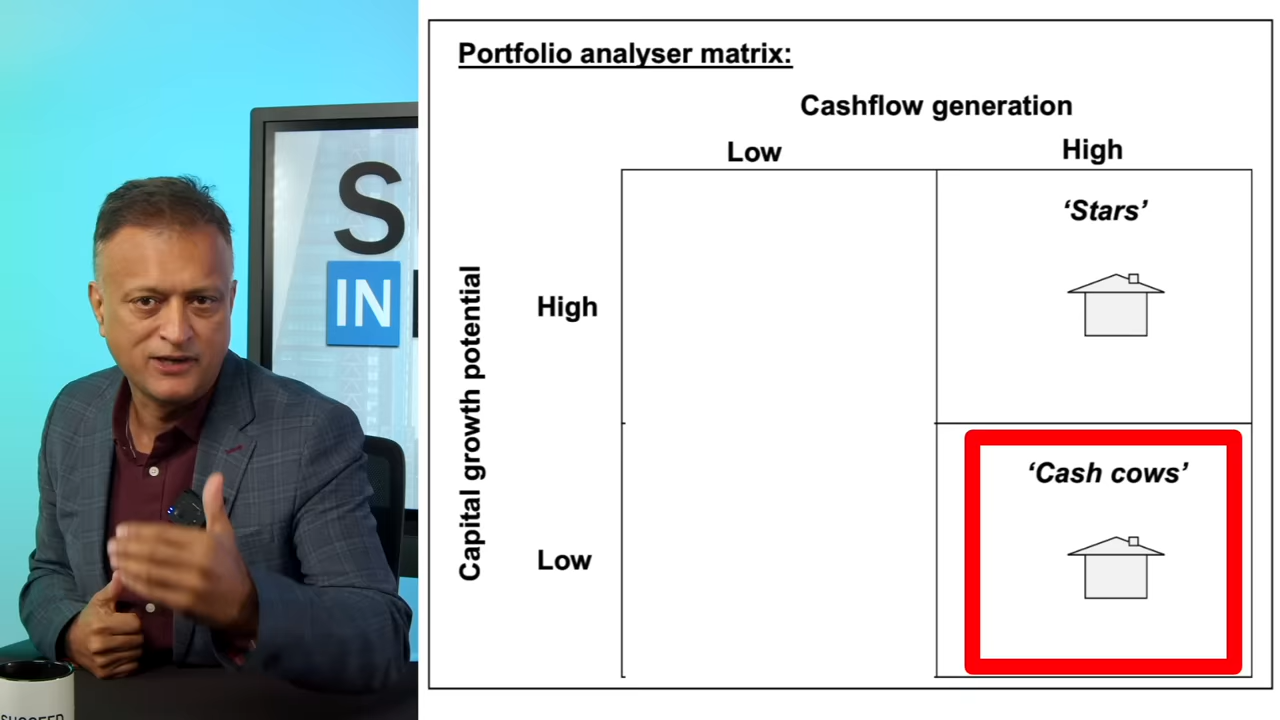 Portfolio analyser matrix:
Cashflow generation
Low
High
‘Stars’
High
Capital growth potential
‘Cash cows’
Low
S
IN